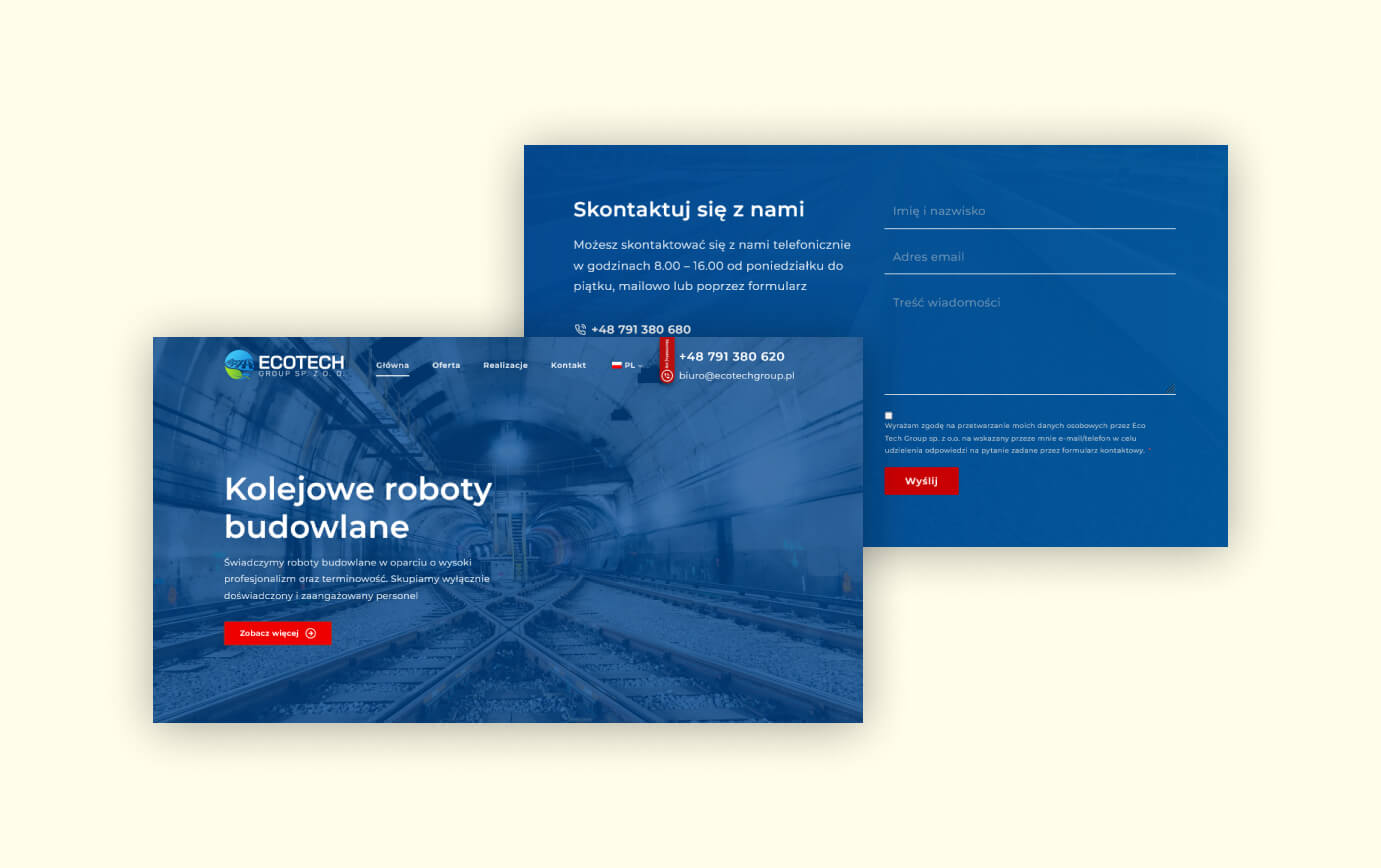 Skontaktuj się z nami
Możesz skontaktować się z nami telefonicznie
w godzinach 8.00 – 16.00 od poniedziałku do
piątku, mailowo lub poprzez formularz
+48 791 380 680
Imię i nazwisko
Adres email
Treść wiadomości
Wyrażam zgodę na przetwarzanie moich danych osobowych przez Eco
Tech Group sp. z o.o. na wskazany przeze mnie e-mail/telefon w celu
udzielenia odpowiedzi na pytanie zadane przez formularz kontaktowy. *
Wyślij
ECOTECH
GROUP SP. Z O. O.
Główna
Oferta
Realizacje
Kontakt
PL
+48 791 380 620
biuro@ecotechgroup.pl
Kolejowe roboty
budowlane
Świadczymy roboty budowlane w oparciu o wysoki
profesjonalizm oraz terminowość. Skupiamy wyłącznie
doświadczony i zaangażowany personel
Zobacz więcej